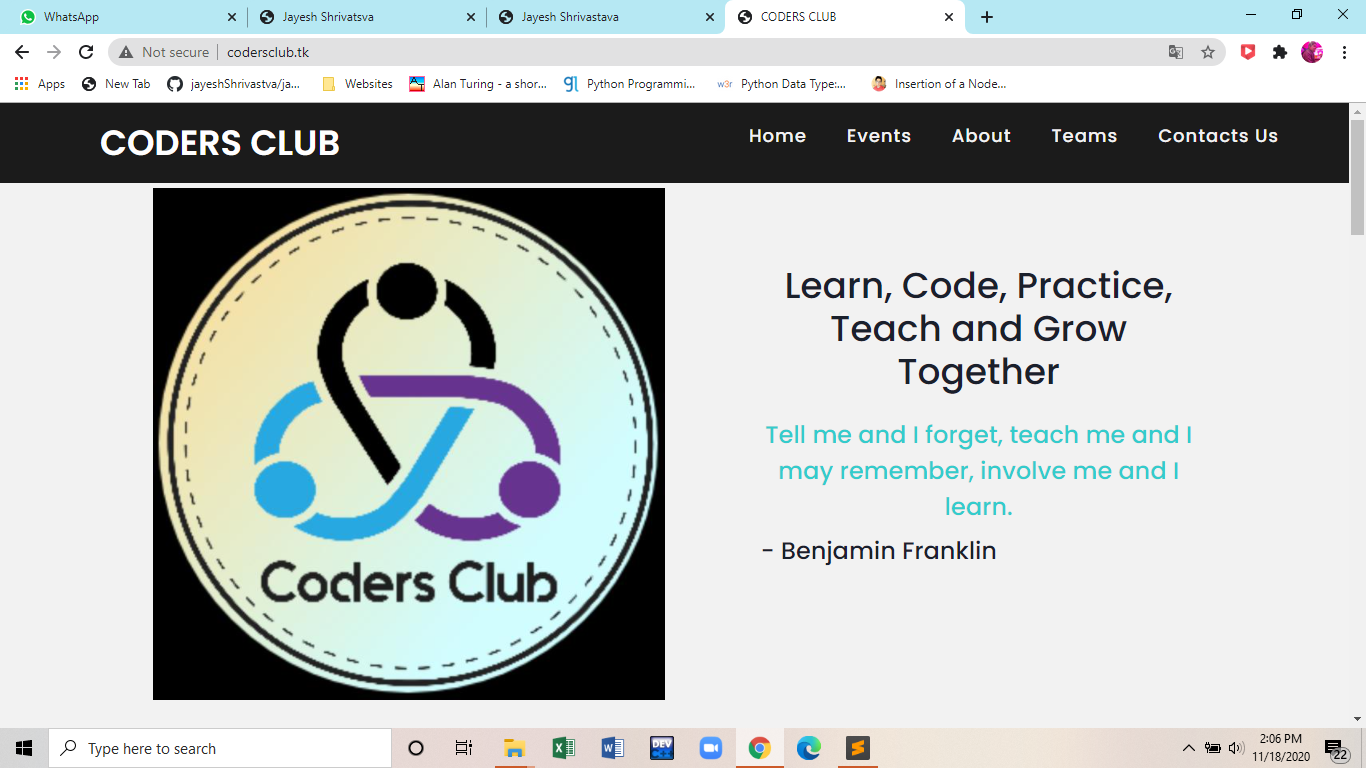 WhatsApp
Jayesh Shrivatsva
Jayesh Shrivastava
CODERS CLUB
Not secure
codersclub.tk
Apps
New Tab
jayeshShrivastva/ja...
Websites
Alan Turing - a shor...
Python Programmi...
w3r
Python Data Type:...
Insertion of a Node...
CODERS CLUB
Home
Events
About
Teams
Contacts Us
Coders Club
Learn, Code, Practice,
Teach and Grow
Together
Tell me and I forget, teach me and I
may remember, involve me and I
learn.
- Benjamin Franklin
Type here to search
DEV
2:06 PM
11/18/2020
22